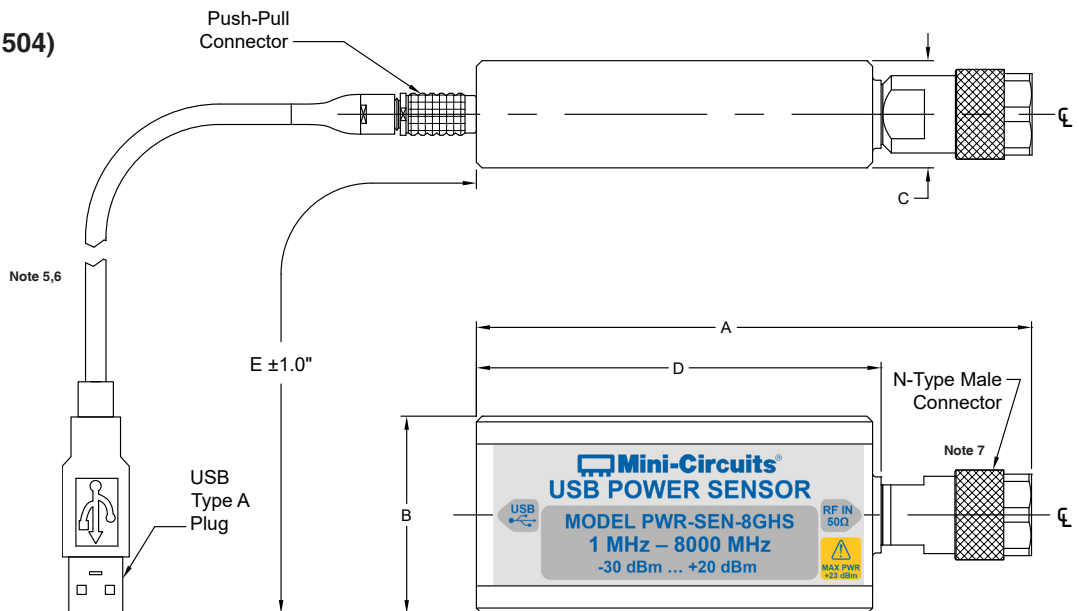 504)
Push-Pull
Connector
C
℄
Note 5,6
E ±1.0"
A
D
N-Type Male
Connector
Note 7
B
USB
Type A
Plug
Mini-Circuits®
USB POWER SENSOR
USB
MODEL PWR-SEN-8GHS
1 MHz – 8000 MHz
-30 dBm ... +20 dBm
RF IN
50Ω
MAX PWR
+23 dBm
℄